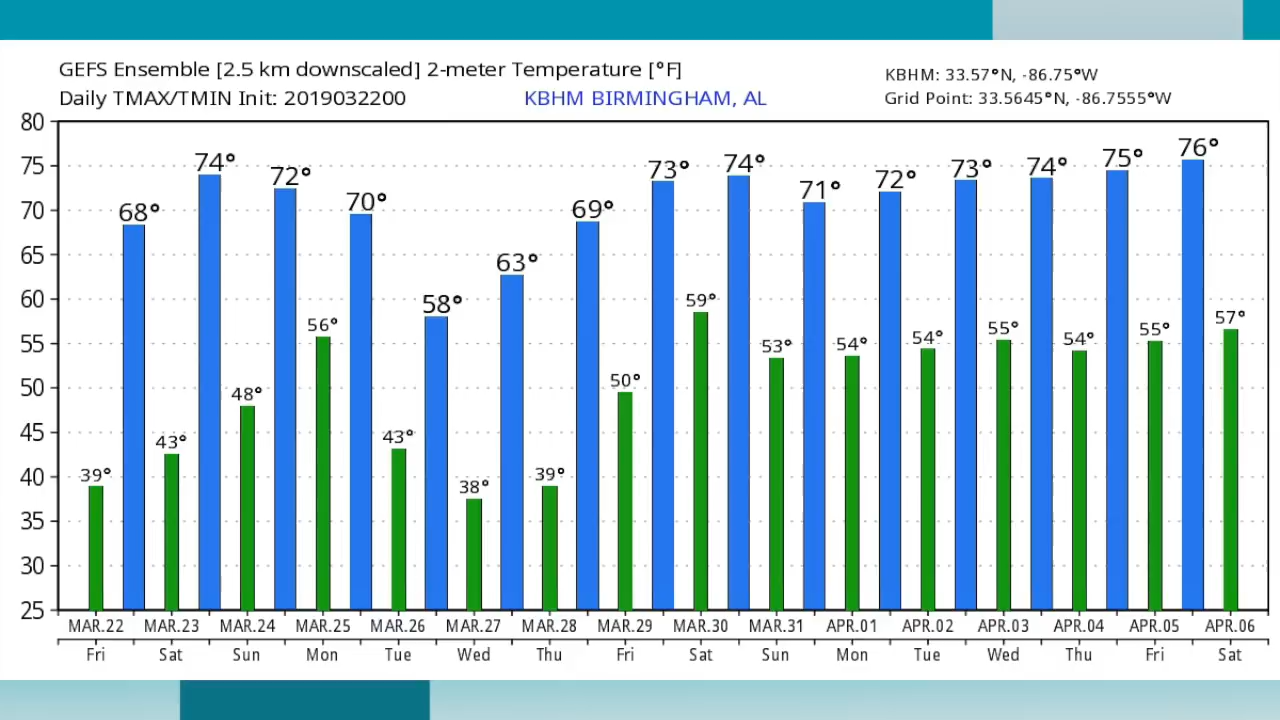 GEFS Ensemble [2.5 km downscaled] 2-meter Temperature [°F]
KBHM: 33.57°N, -86.75°W
Daily TMAX/TMIN Init: 2019032200
KBHM BIRMINGHAM, AL
Grid Point: 33.5645°N, -86.7555°W
80
75
70
65
60
55
50
45
40
35
30
25
39° 68° 43° 74° 48° 72° 56° 70° 43° 58° 38° 63° 39° 69° 50° 73° 59° 74° 53° 71° 54° 72° 54° 73° 55° 74° 54° 75° 55° 76° 57°
MAR.22 MAR.23 MAR.24 MAR.25 MAR.26 MAR.27 MAR.28 MAR.29 MAR.30 MAR.31 APR.01 APR.02 APR.03 APR.04 APR.05 APR.06
Fri Sat Sun Mon Tue Wed Thu Fri Sat Sun Mon Tue Wed Thu Fri Sat